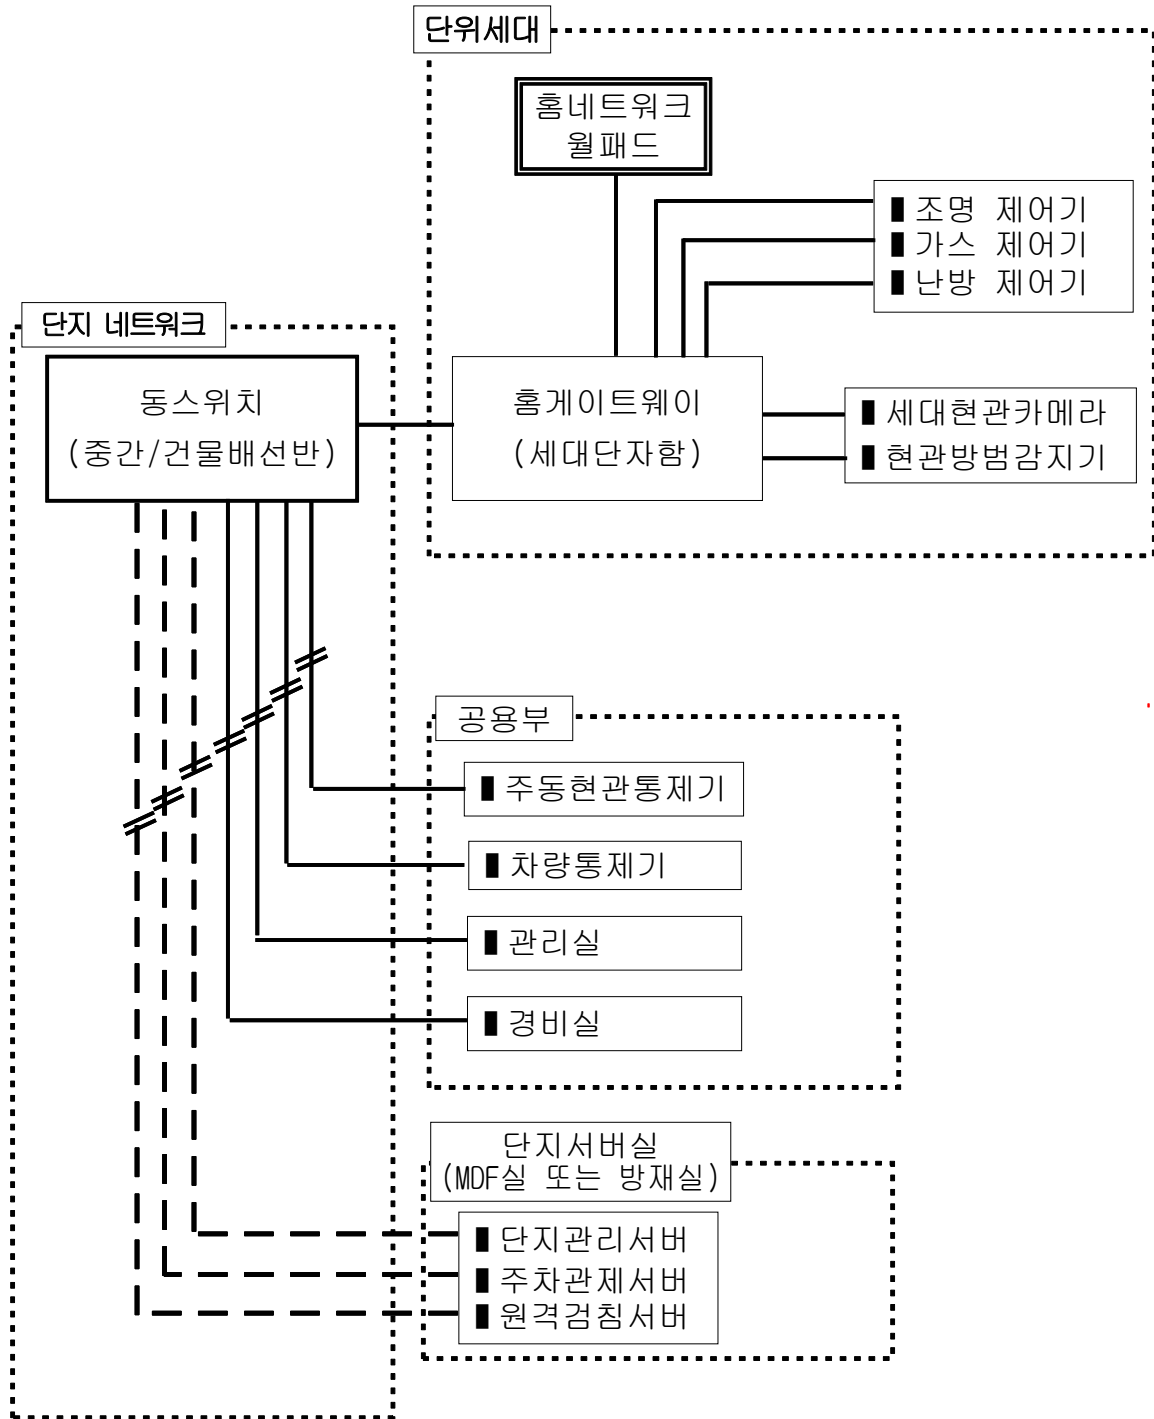 단위세대
홈네트워크
월패드
■ 조명 제어기
■ 가스 제어기
■ 난방 제어기
단지 네트워크
동스위치
(중간/건물배선반)
홈게이트웨이
(세대단자함)
■ 세대현관카메라
■ 현관방범감지기
공용부
■ 주동현관통제기
■ 차량통제기
■ 관리실
■ 경비실
단지서버실
(MDF실 또는 방재실)
■ 단지관리서버
■ 주차관제서버
■ 원격검침서버